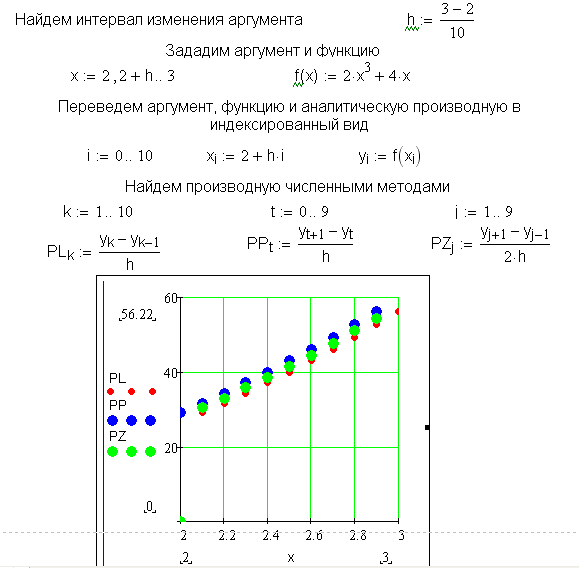 Найдем интервал изменения аргумента h := (3 − 2)/10
Зададим аргумент и функцию
x := 2, 2 + h .. 3 f(x) := 2·x³ + 4·x
Переведем аргумент, функцию и аналитическую производную в
индексированный вид
i := 0 .. 10 xᵢ := 2 + h·i yᵢ := f(xᵢ)
Найдем производную численными методами
k := 1 .. 10 t := 0 .. 9 j := 1 .. 9
PLₖ := (yₖ − yₖ₋₁)/h PPₜ := (yₜ₊₁ − yₜ)/h PZⱼ := (yⱼ₊₁ − yⱼ₋₁)/(2·h)
60
56.22
PL
40
PP
PZ
20
0
2 2.2 2.4 2.6 2.8 3
2 x 3